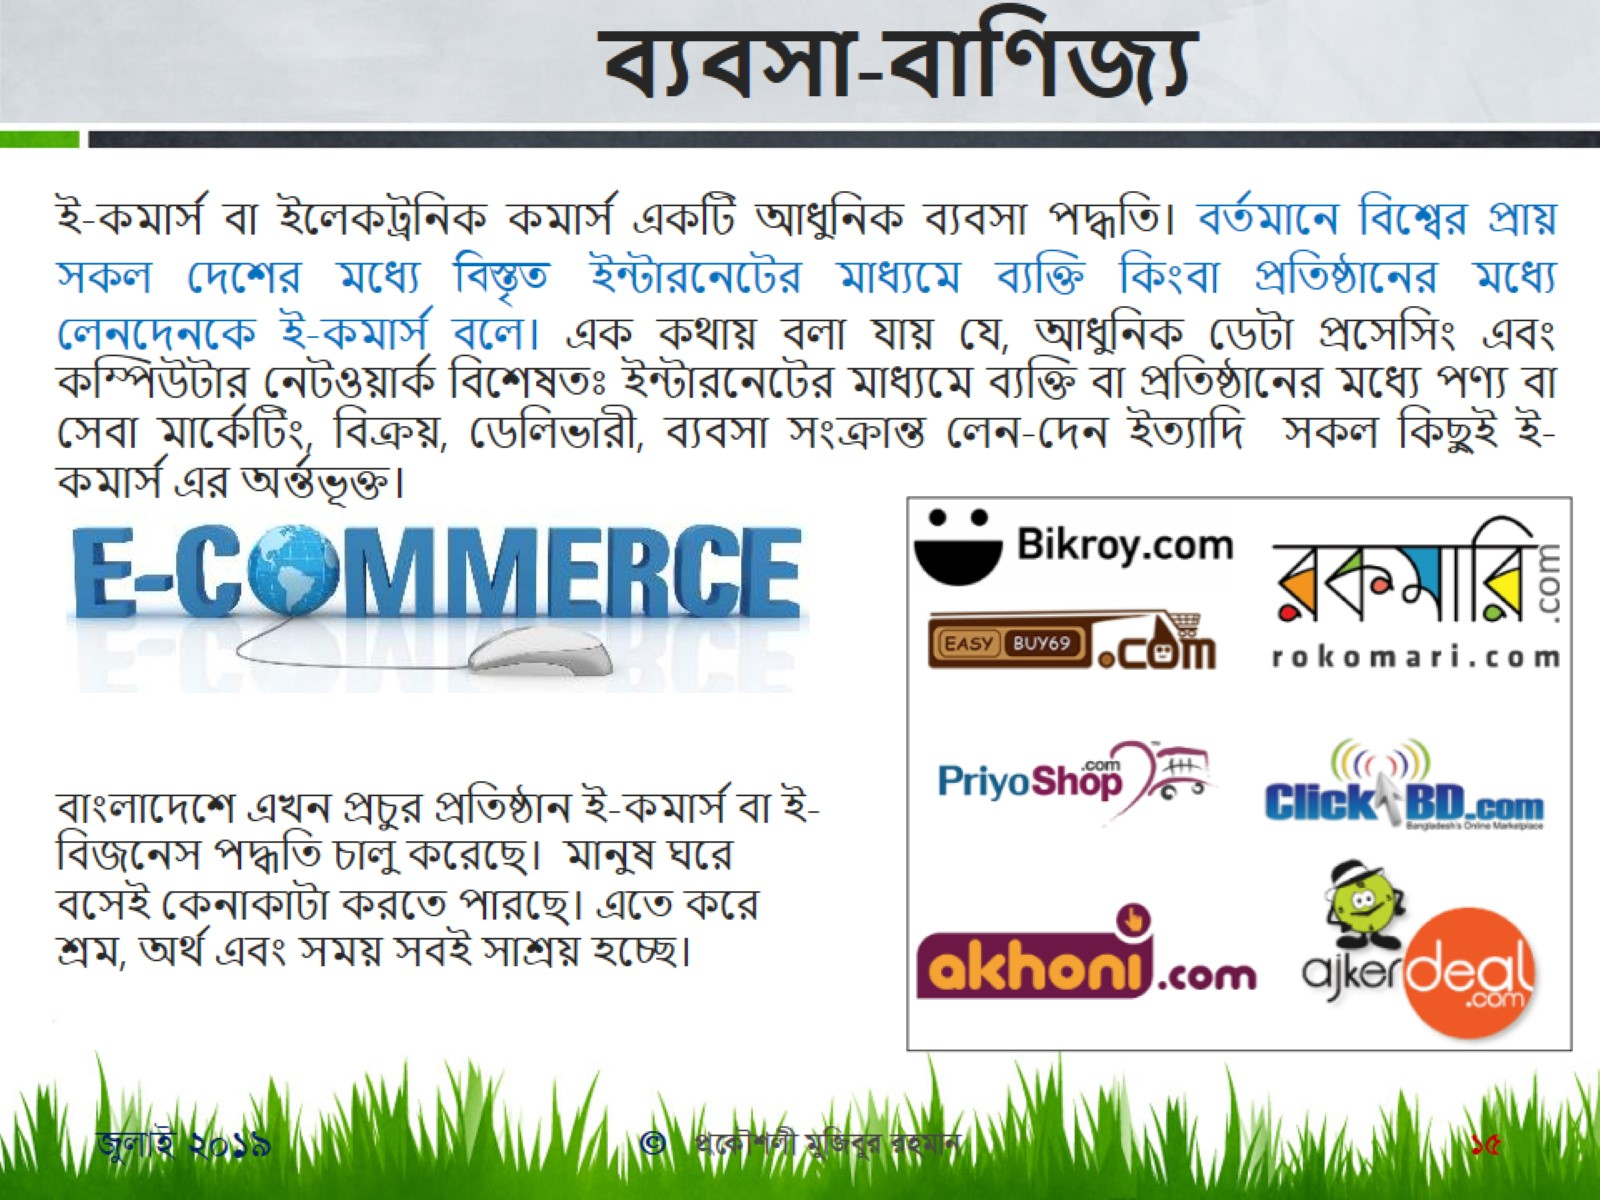 ব্যবসা-বাণিজ্য
ই-কমার্স বা ইলেকট্রনিক কমার্স একটি আধুনিক ব্যবসা পদ্ধতি। বর্তমানে বিশ্বের প্রায়
সকল দেশের মধ্যে বিস্তৃত ইন্টারনেটের মাধ্যমে ব্যক্তি কিংবা প্রতিষ্ঠানের মধ্যে
লেনদেনকে ই-কমার্স বলে। এক কথায় বলা যায় যে, আধুনিক ডেটা প্রসেসিং এবং
কম্পিউটার নেটওয়ার্ক বিশেষতঃ ইন্টারনেটের মাধ্যমে ব্যক্তি বা প্রতিষ্ঠানের মধ্যে পণ্য বা
সেবা মার্কেটিং, বিক্রয়, ডেলিভারী, ব্যবসা সংক্রান্ত লেন-দেন ইত্যাদি সকল কিছুই ই-
কমার্স এর অর্ন্তভূক্ত।
E-COMMERCE
Bikroy.com
রকমারি.com
rokomari.com
EASY BUY69 .com
PriyoShop.com
ClickBD.com
Bangladesh's Online Marketplace
akhoni.com
ajkerdeal.com
বাংলাদেশে এখন প্রচুর প্রতিষ্ঠান ই-কমার্স বা ই-
বিজনেস পদ্ধতি চালু করেছে। মানুষ ঘরে
বসেই কেনাকাটা করতে পারছে। এতে করে
শ্রম, অর্থ এবং সময় সবই সাশ্রয় হচ্ছে।
জুলাই ২০১৯
© প্রকৌশলী মুজিবুর রহমান
১৫